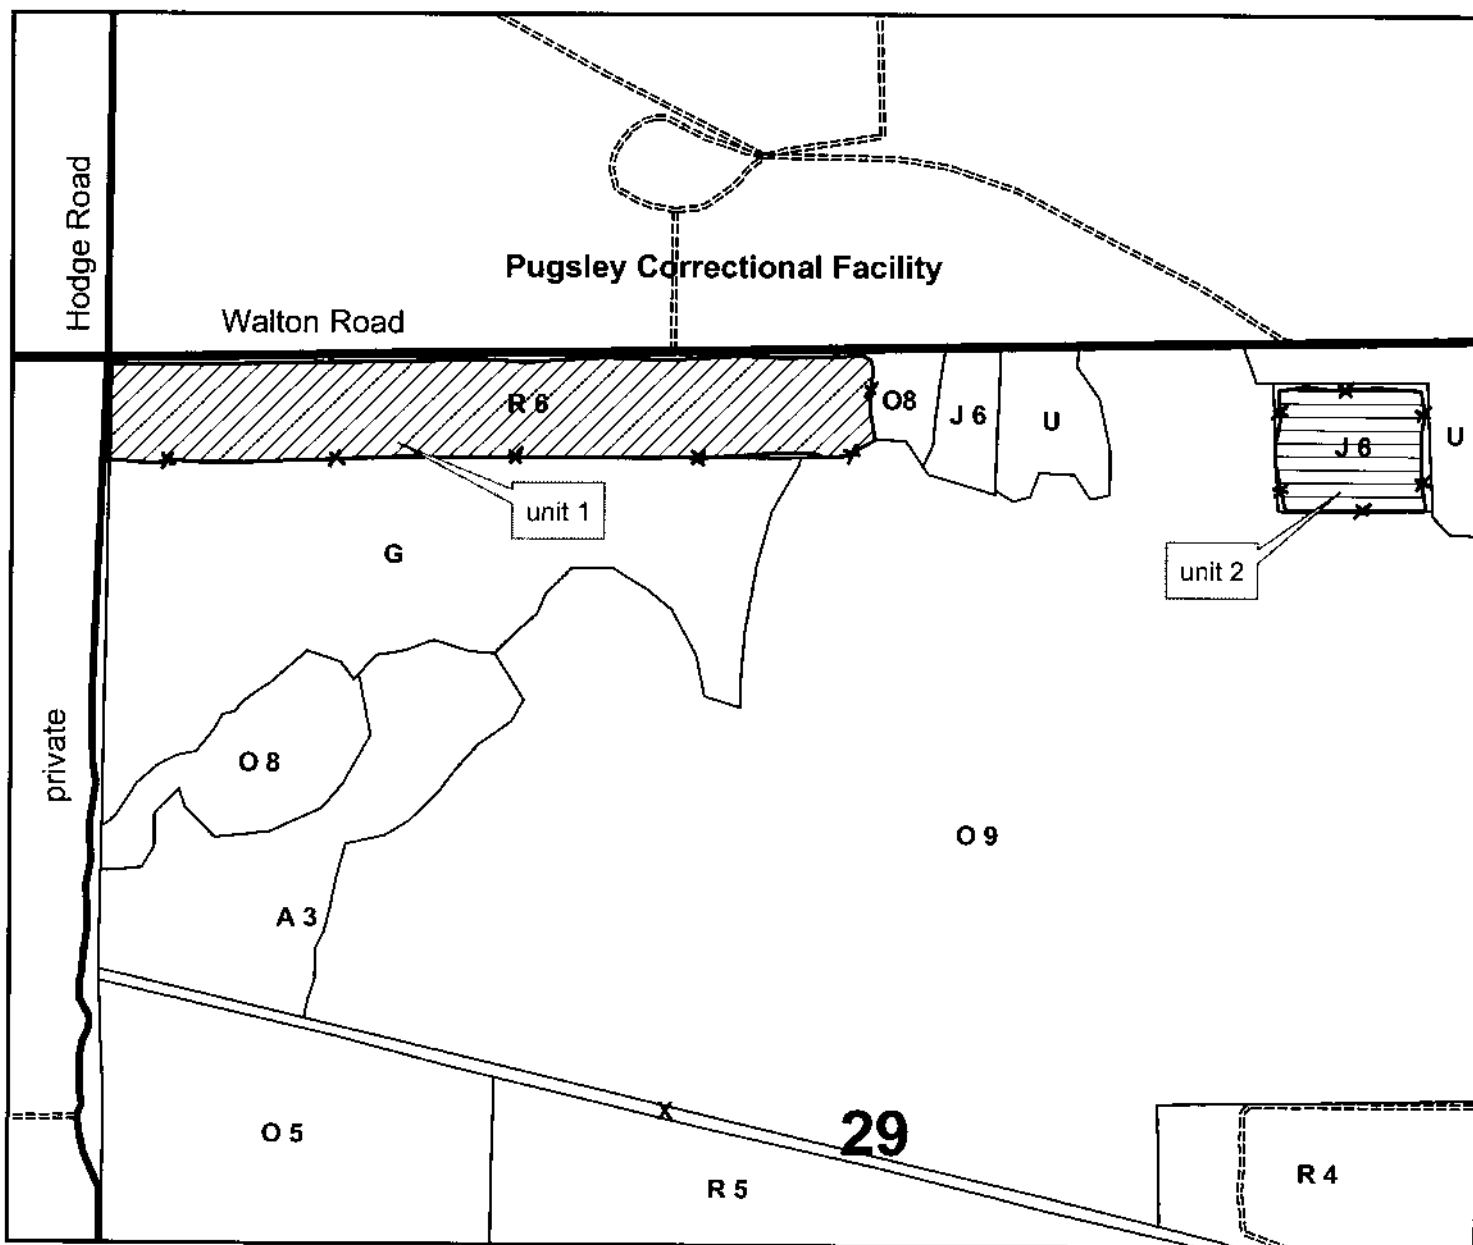 Hodge Road
Pugsley Correctional Facility
Walton Road
R 6
O8
J 6
U
J 6
U
unit 1
G
unit 2
private
O 8
O 9
A 3
29
O 5
R 5
R 4